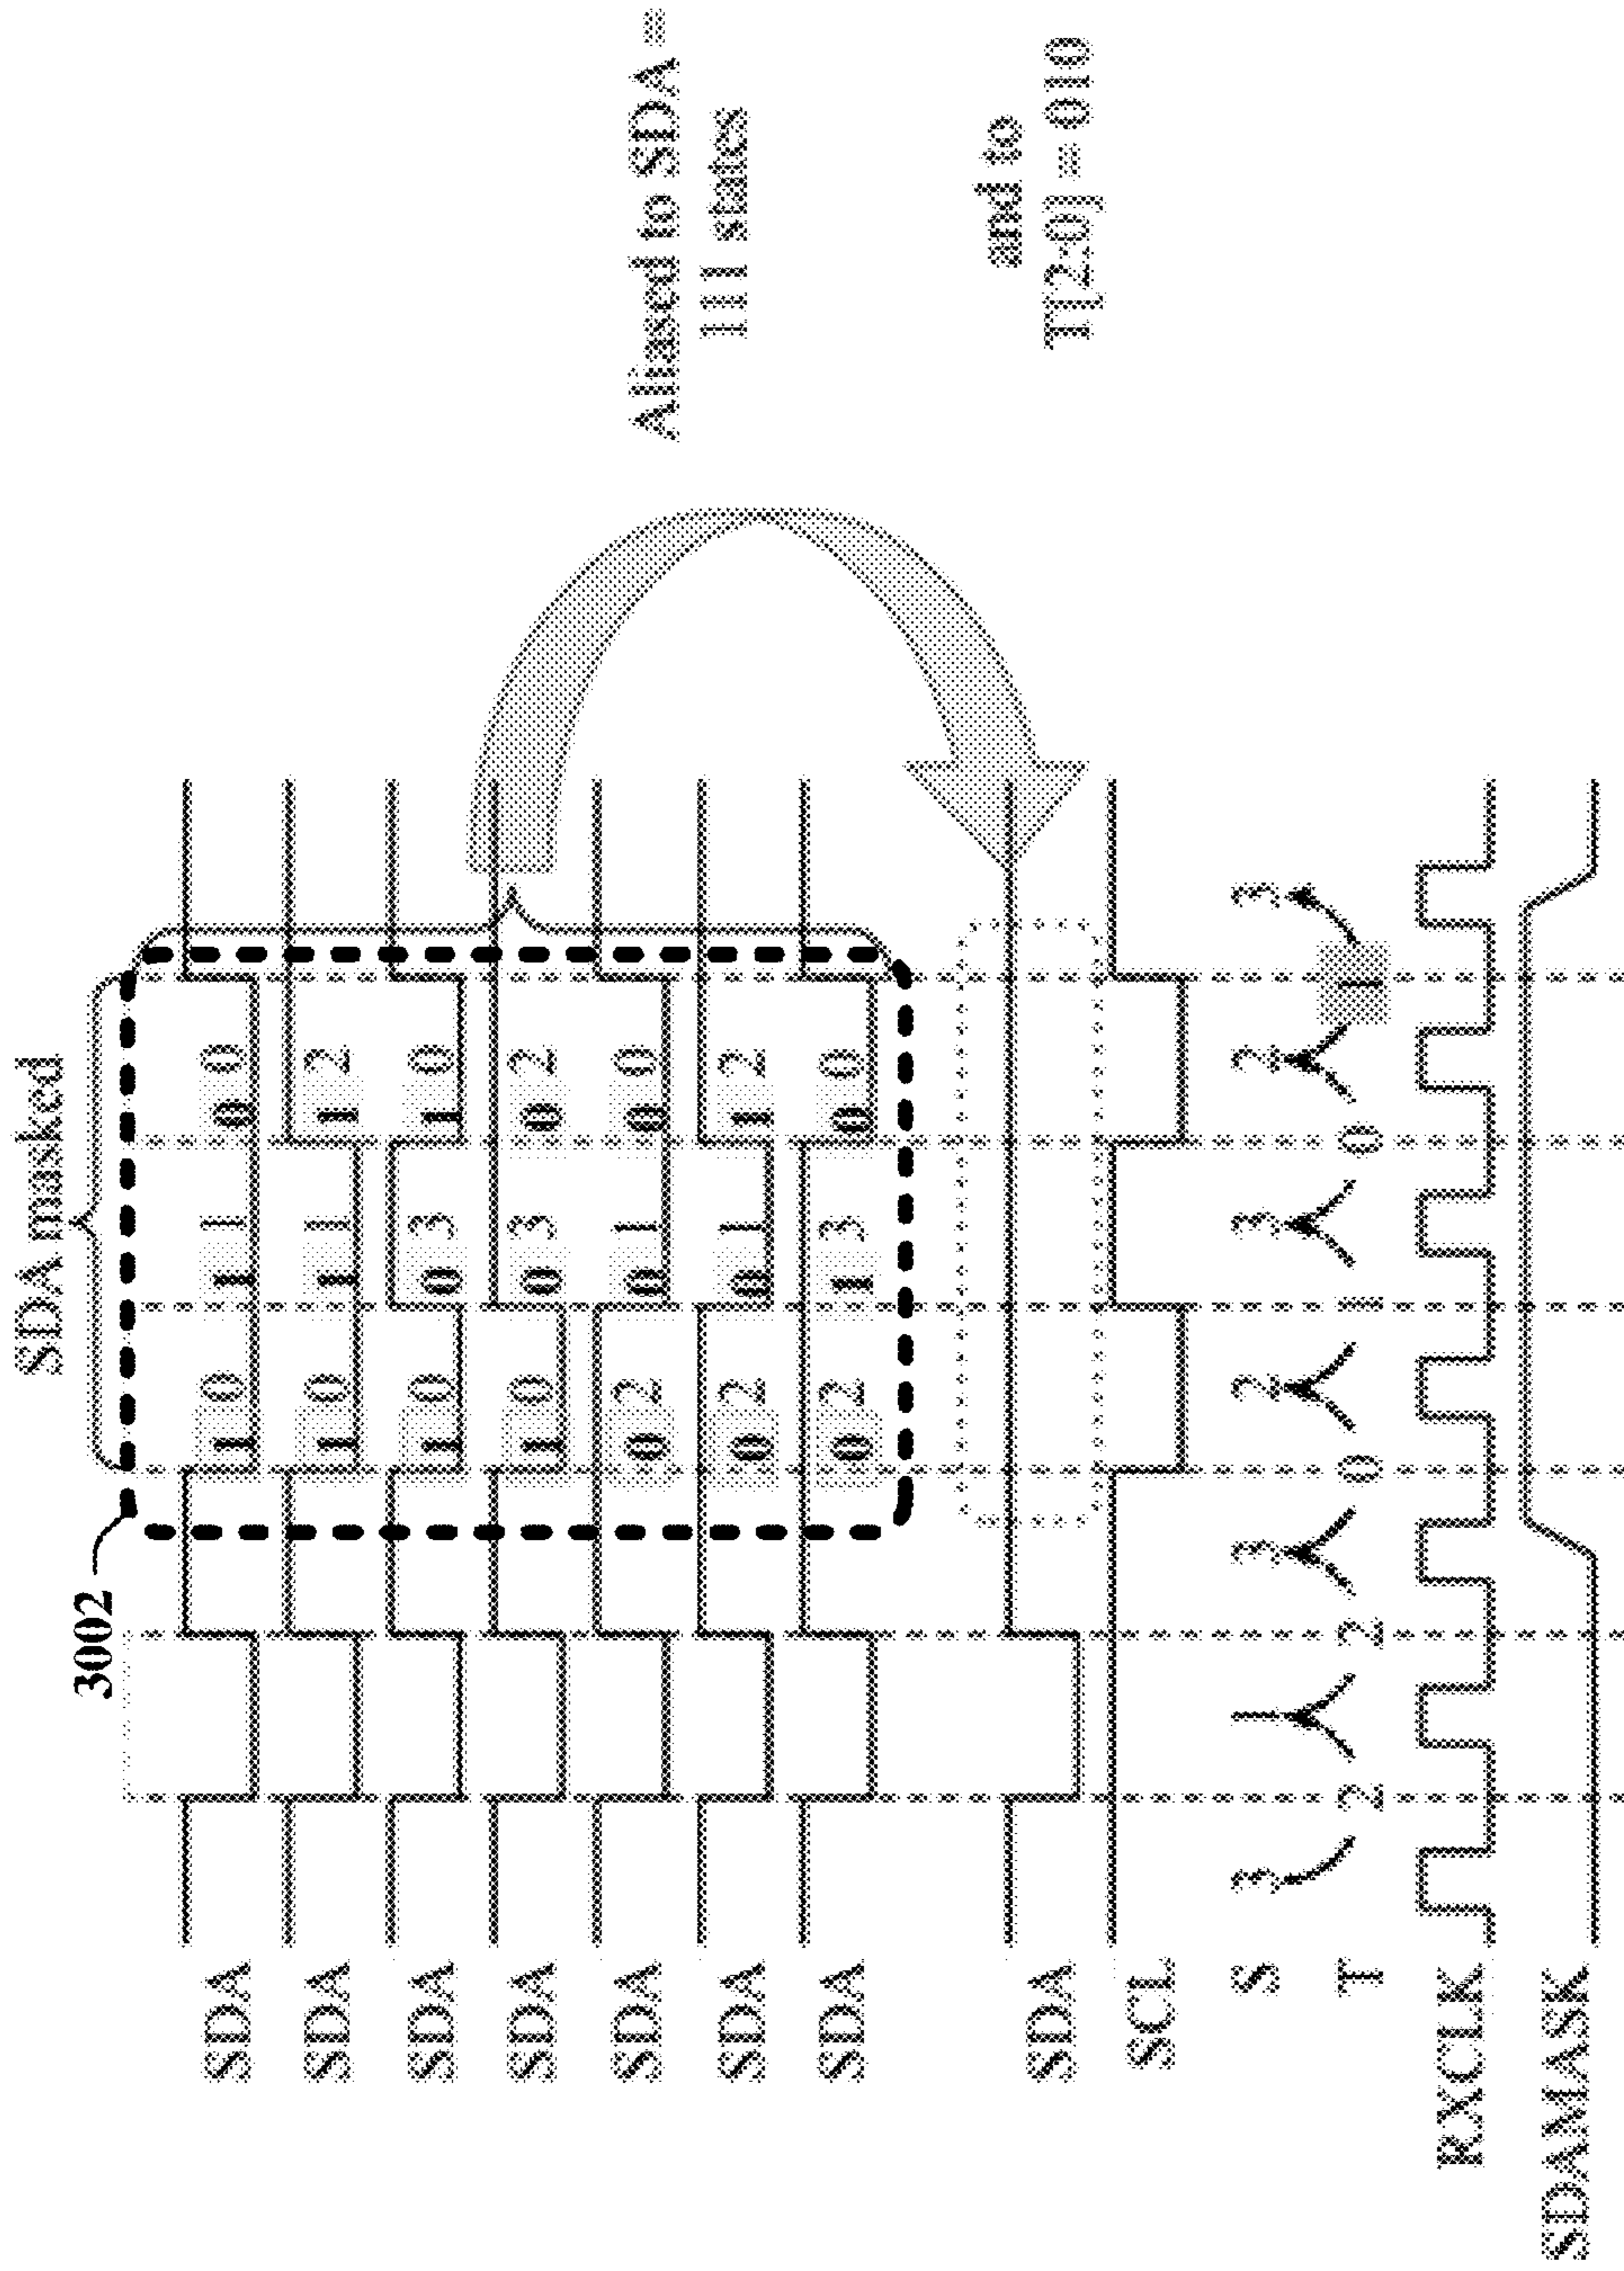 SDA masked
3002
SDA 1 0 1 1 0 0
SDA 1 0 1 1 1 2
SDA 1 0 0 3 1 0
SDA 1 0 0 3 0 2
SDA 0 2 0 1 0 0
SDA 0 2 0 1 1 2
SDA 0 2 1 3 0 0
Aliased to SDA =
111 states
and to
T[2:0] = 010
SDA
SCL
S 3 1 3 2 3 2 3
T 2 2 0 1 0 1
RXCLK
SDAMASK